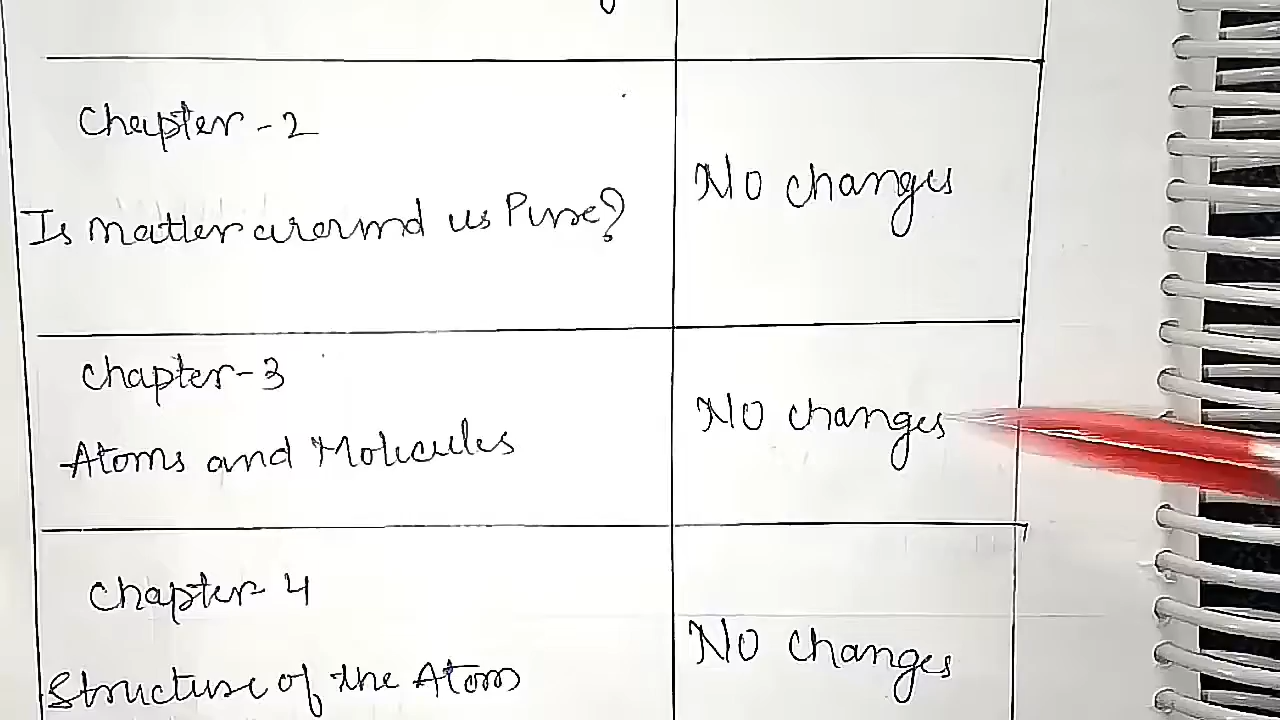 Chapter - 2
Is matter around us Pure?
No changes
Chapter - 3
Atoms and Molecules
No changes
Chapter 4
Structure of the Atom
No changes